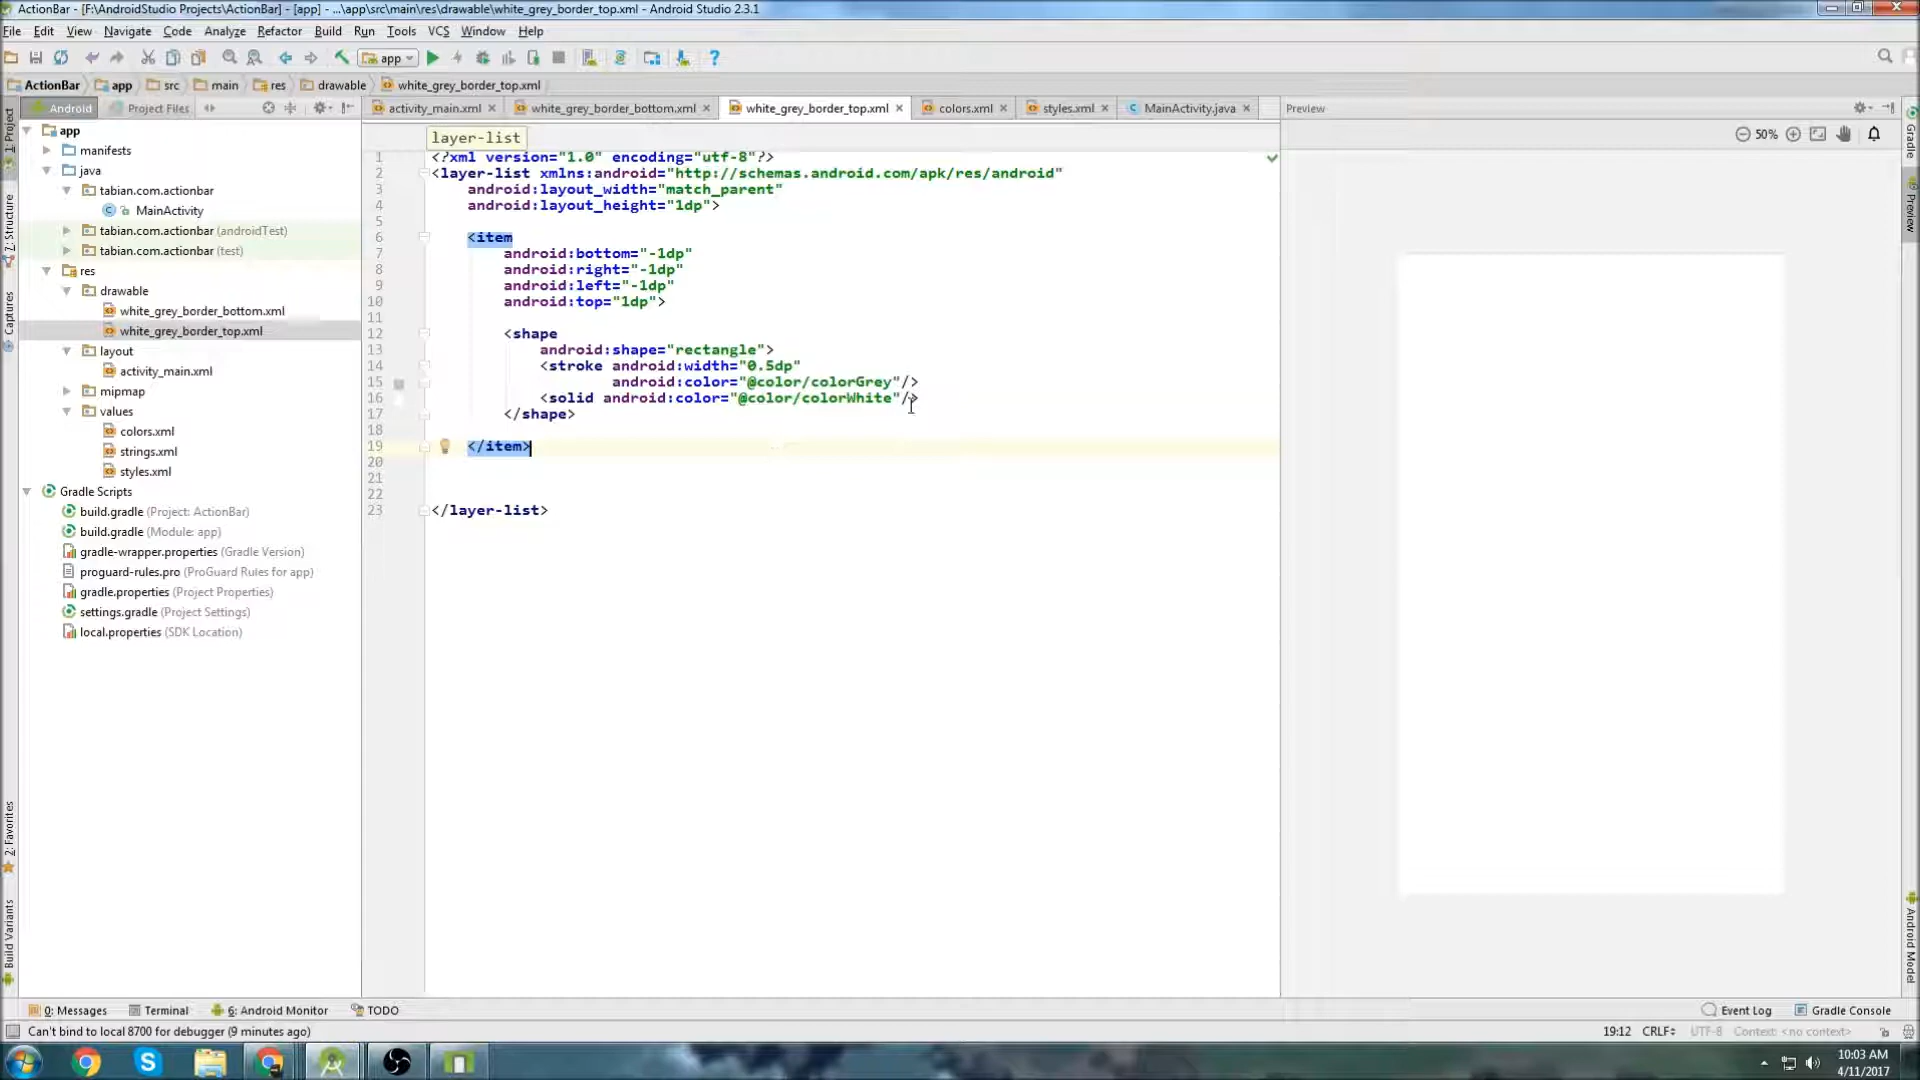 ActionBar - [F:\AndroidStudio Projects\ActionBar] - [app] - ...\app\src\main\res\drawable\white_grey_border_top.xml - Android Studio 2.3.1
File Edit View Navigate Code Analyze Refactor Build Run Tools VCS Window Help
app
ActionBar app src main res drawable white_grey_border_top.xml
Android Project Files
activity_main.xml white_grey_border_bottom.xml white_grey_border_top.xml colors.xml styles.xml MainActivity.java
Preview
50%
layer-list
app
manifests
java
tabian.com.actionbar
MainActivity
tabian.com.actionbar (androidTest)
tabian.com.actionbar (test)
res
drawable
white_grey_border_bottom.xml
white_grey_border_top.xml
layout
activity_main.xml
mipmap
values
colors.xml
strings.xml
styles.xml
Gradle Scripts
build.gradle (Project: ActionBar)
build.gradle (Module: app)
gradle-wrapper.properties (Gradle Version)
proguard-rules.pro (ProGuard Rules for app)
gradle.properties (Project Properties)
settings.gradle (Project Settings)
local.properties (SDK Location)
1 <?xml version="1.0" encoding="utf-8"?>
2 <layer-list xmlns:android="http://schemas.android.com/apk/res/android"
3 android:layout_width="match_parent"
4 android:layout_height="1dp">
5
6 <item
7 android:bottom="-1dp"
8 android:right="-1dp"
9 android:left="-1dp"
10 android:top="1dp">
11
12 <shape
13 android:shape="rectangle">
14 <stroke android:width="0.5dp"
15 android:color="@color/colorGrey"/>
16 <solid android:color="@color/colorWhite"/>
17 </shape>
18
19 </item>
20
21
22
23 </layer-list>
1: Project
7: Structure
Captures
2: Favorites
Build Variants
Gradle
Preview
Android Model
0: Messages Terminal 6: Android Monitor TODO
Event Log Gradle Console
Can't bind to local 8700 for debugger (9 minutes ago)
19:12 CRLF UTF-8 Context: <no context>
10:03 AM
4/11/2017